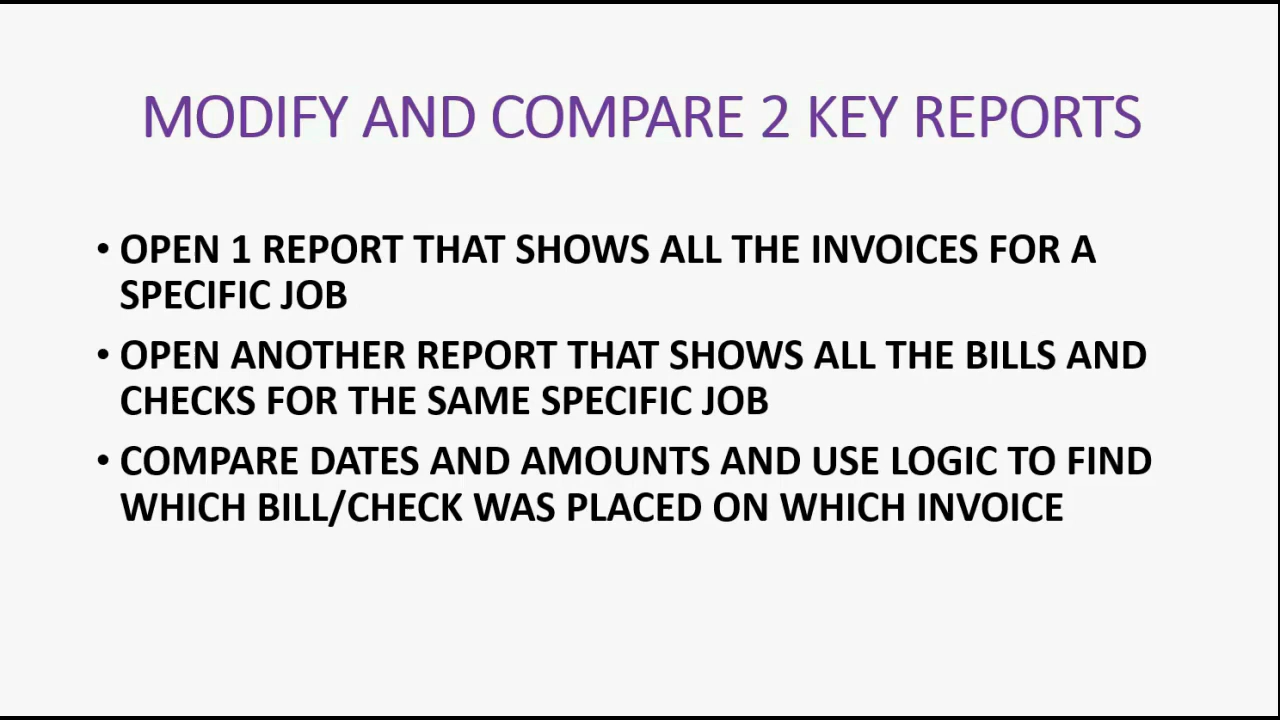 MODIFY AND COMPARE 2 KEY REPORTS
• OPEN 1 REPORT THAT SHOWS ALL THE INVOICES FOR A
SPECIFIC JOB
• OPEN ANOTHER REPORT THAT SHOWS ALL THE BILLS AND
CHECKS FOR THE SAME SPECIFIC JOB
• COMPARE DATES AND AMOUNTS AND USE LOGIC TO FIND
WHICH BILL/CHECK WAS PLACED ON WHICH INVOICE